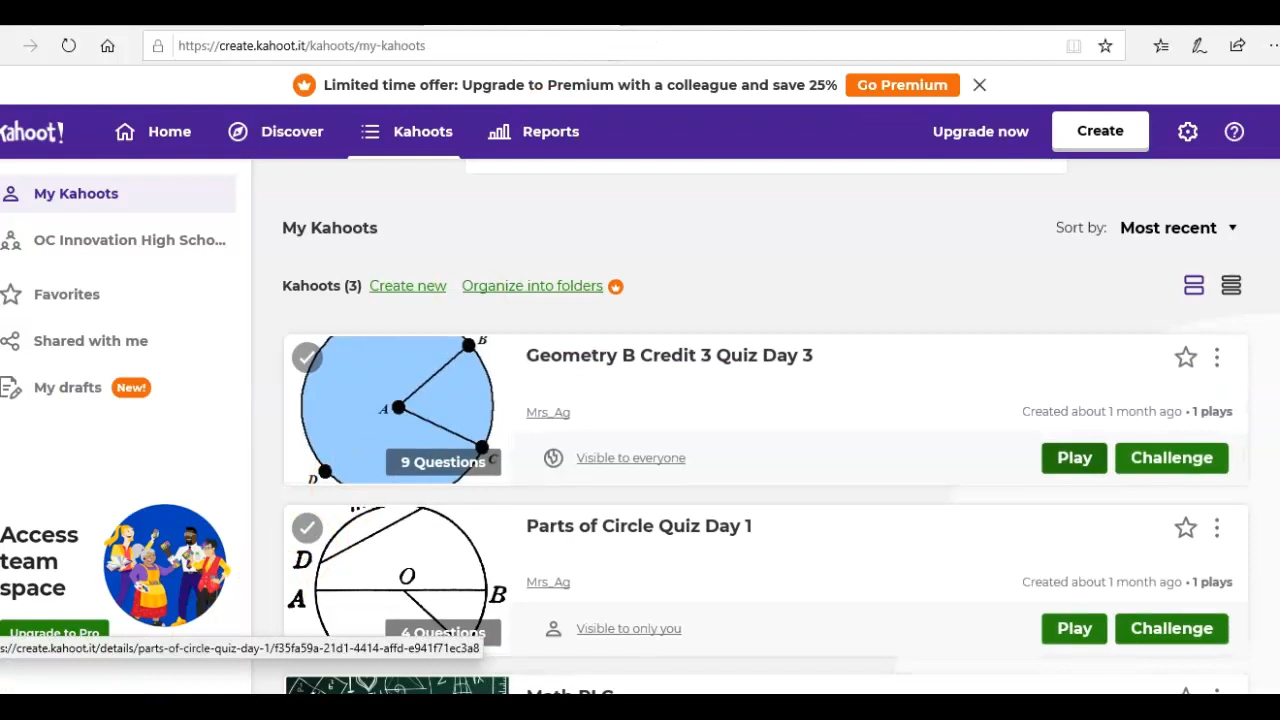 https://create.kahoot.it/kahoots/my-kahoots
Limited time offer: Upgrade to Premium with a colleague and save 25% Go Premium
Kahoot! Home Discover Kahoots Reports Upgrade now Create
My Kahoots
OC Innovation High Scho...
Favorites
Shared with me
My drafts New!
Access
team
space
Upgrade to Pro
s://create.kahoot.it/details/parts-of-circle-quiz-day-1/f35fa59a-21d1-4414-affd-e941f71ec3a8
My Kahoots Sort by: Most recent
Kahoots (3) Create new Organize into folders
B
A
C
D
9 Questions
Geometry B Credit 3 Quiz Day 3
Mrs_Ag Created about 1 month ago • 1 plays
Visible to everyone Play Challenge
D
O
A
B
4 Questions
Parts of Circle Quiz Day 1
Mrs_Ag Created about 1 month ago • 1 plays
Visible to only you Play Challenge